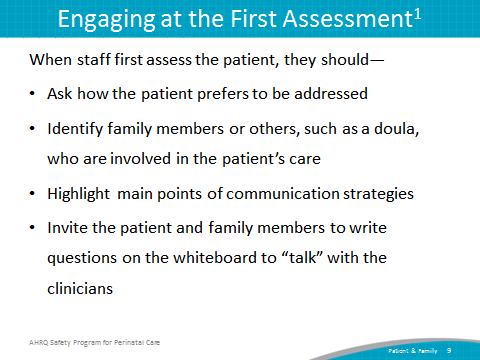 Engaging at the First Assessment¹
When staff first assess the patient, they should—
• Ask how the patient prefers to be addressed
• Identify family members or others, such as a doula,
who are involved in the patient’s care
• Highlight main points of communication strategies
• Invite the patient and family members to write
questions on the whiteboard to “talk” with the
clinicians
AHRQ Safety Program for Perinatal Care
Patient & Family 9